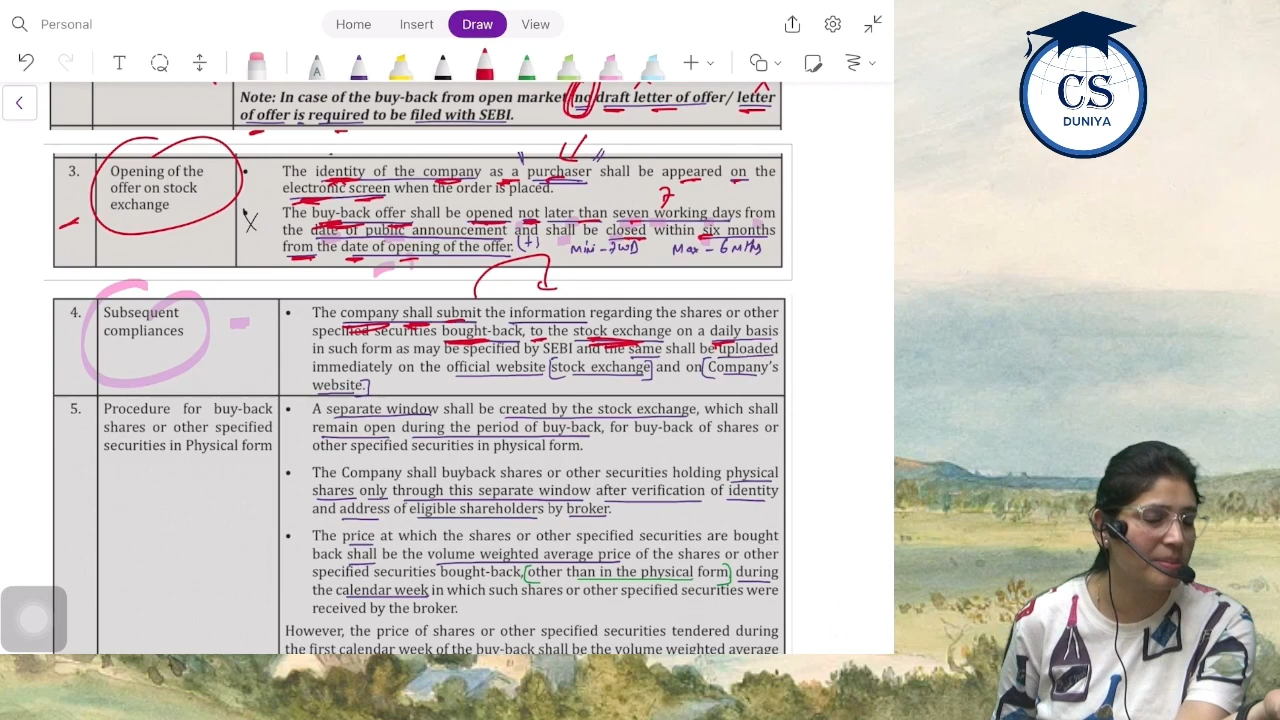 Personal
Home Insert Draw View
Note: In case of the buy-back from open market no draft letter of offer/ letter
of offer is required to be filed with SEBI.
3. Opening of the offer on stock exchange
The identity of the company as a purchaser shall be appeared on the
electronic screen when the order is placed.
7
The buy-back offer shall be opened not later than seven working days from
the date of public announcement and shall be closed within six months
from the date of opening of the offer. (+) Mini - 7WD Max - 6 Mths
4. Subsequent compliances
The company shall submit the information regarding the shares or other
specified securities bought-back, to the stock exchange on a daily basis
in such form as may be specified by SEBI and the same shall be uploaded
immediately on the official website [stock exchange] and on [Company's
website.]
5. Procedure for buy-back shares or other specified securities in Physical form
A separate window shall be created by the stock exchange, which shall
remain open during the period of buy-back, for buy-back of shares or
other specified securities in physical form.
The Company shall buyback shares or other securities holding physical
shares only through this separate window after verification of identity
and address of eligible shareholders by broker.
The price at which the shares or other specified securities are bought
back shall be the volume weighted average price of the shares or other
specified securities bought-back, [other than in the physical form] during
the calendar week in which such shares or other specified securities were
received by the broker.
However, the price of shares or other specified securities tendered during
the first calendar week of the buy-back shall be the volume weighted average
CS
DUNIYA